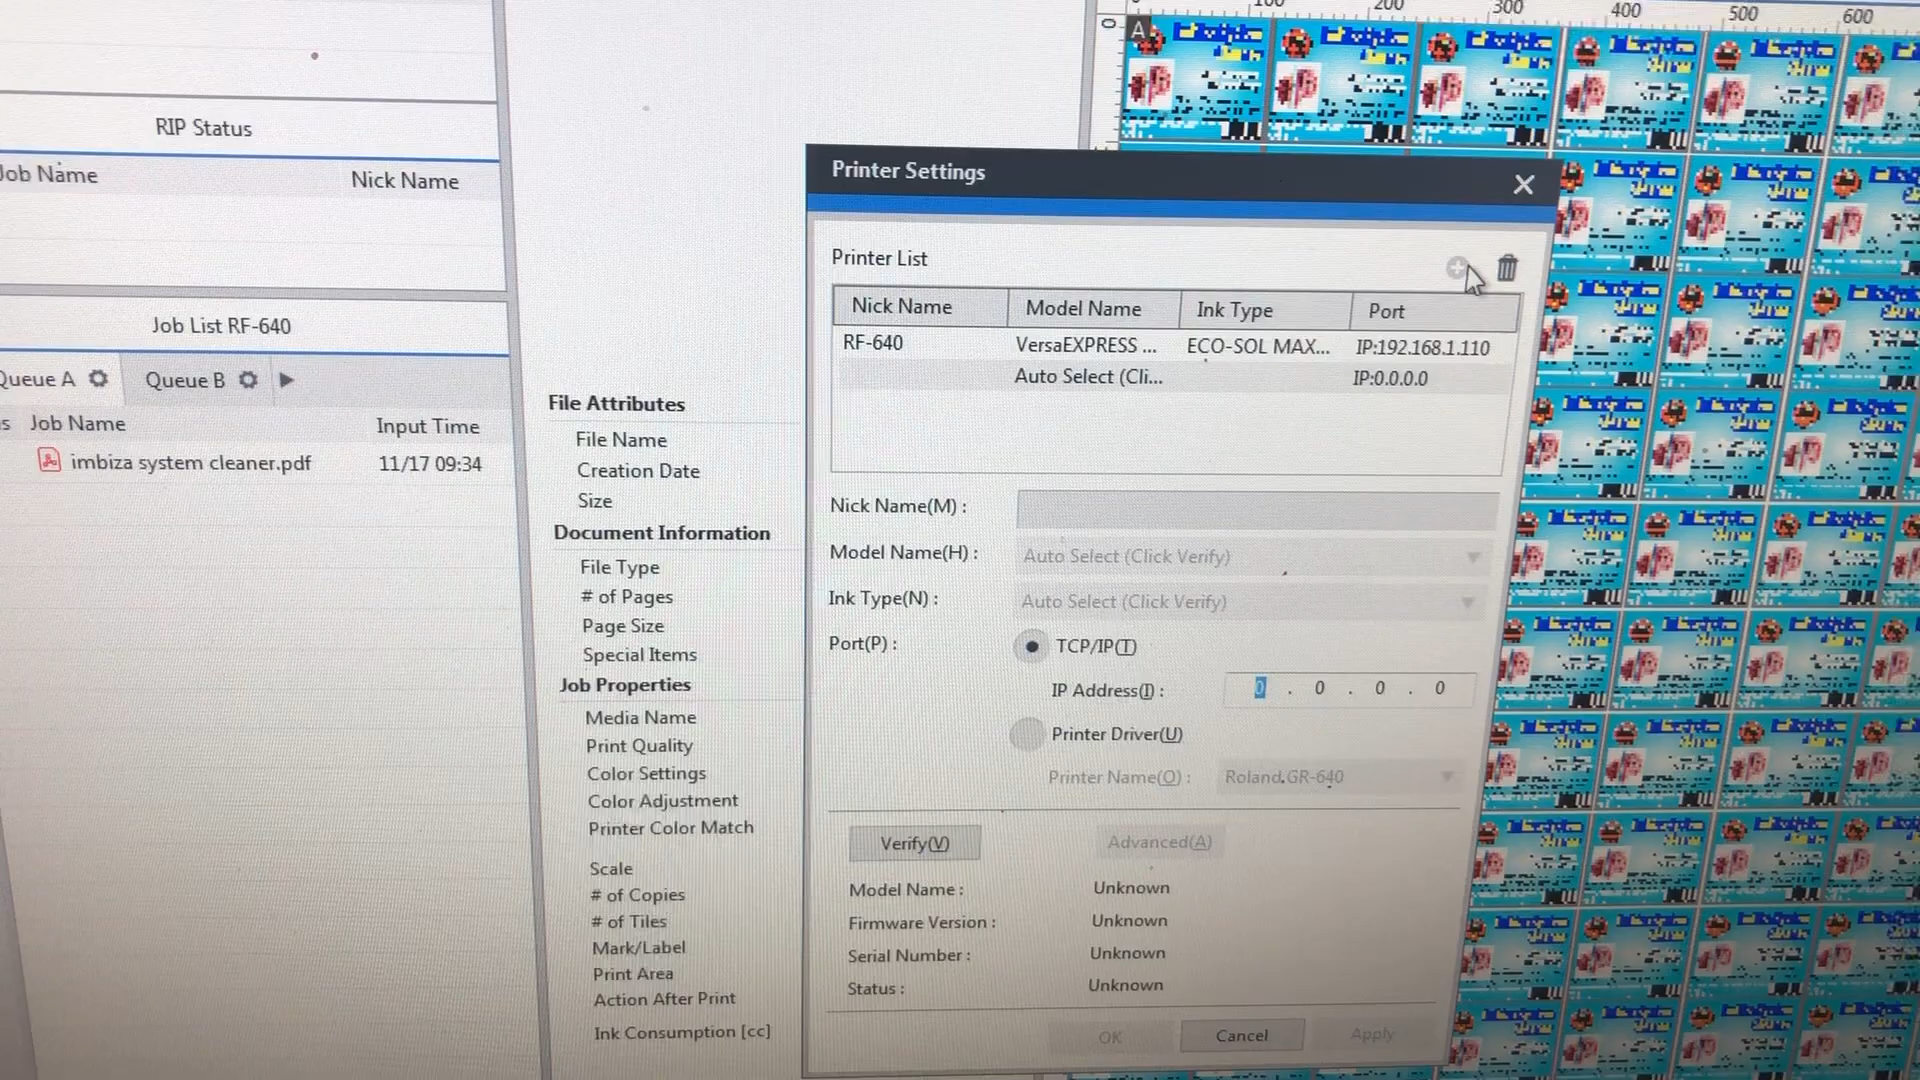 RIP Status
Job Name Nick Name
Job List RF-640
Queue A Queue B
s Job Name Input Time
imbiza system cleaner.pdf 11/17 09:34
File Attributes
File Name
Creation Date
Size
Document Information
File Type
# of Pages
Page Size
Special Items
Job Properties
Media Name
Print Quality
Color Settings
Color Adjustment
Printer Color Match
Scale
# of Copies
# of Tiles
Mark/Label
Print Area
Action After Print
Ink Consumption [cc]
0 100 200 300 400 500 600
A
Printer Settings
Printer List
Nick Name Model Name Ink Type Port
RF-640 VersaEXPRESS ... ECO-SOL MAX... IP:192.168.1.110
Auto Select (Cli... IP:0.0.0.0
Nick Name(M) :
Model Name(H) : Auto Select (Click Verify)
Ink Type(N) : Auto Select (Click Verify)
Port(P) : TCP/IP(T)
IP Address(I) : 0 . 0 . 0 . 0
Printer Driver(U)
Printer Name(O) : Roland GR-640
Verify(V) Advanced(A)
Model Name : Unknown
Firmware Version : Unknown
Serial Number : Unknown
Status : Unknown
OK Cancel Apply